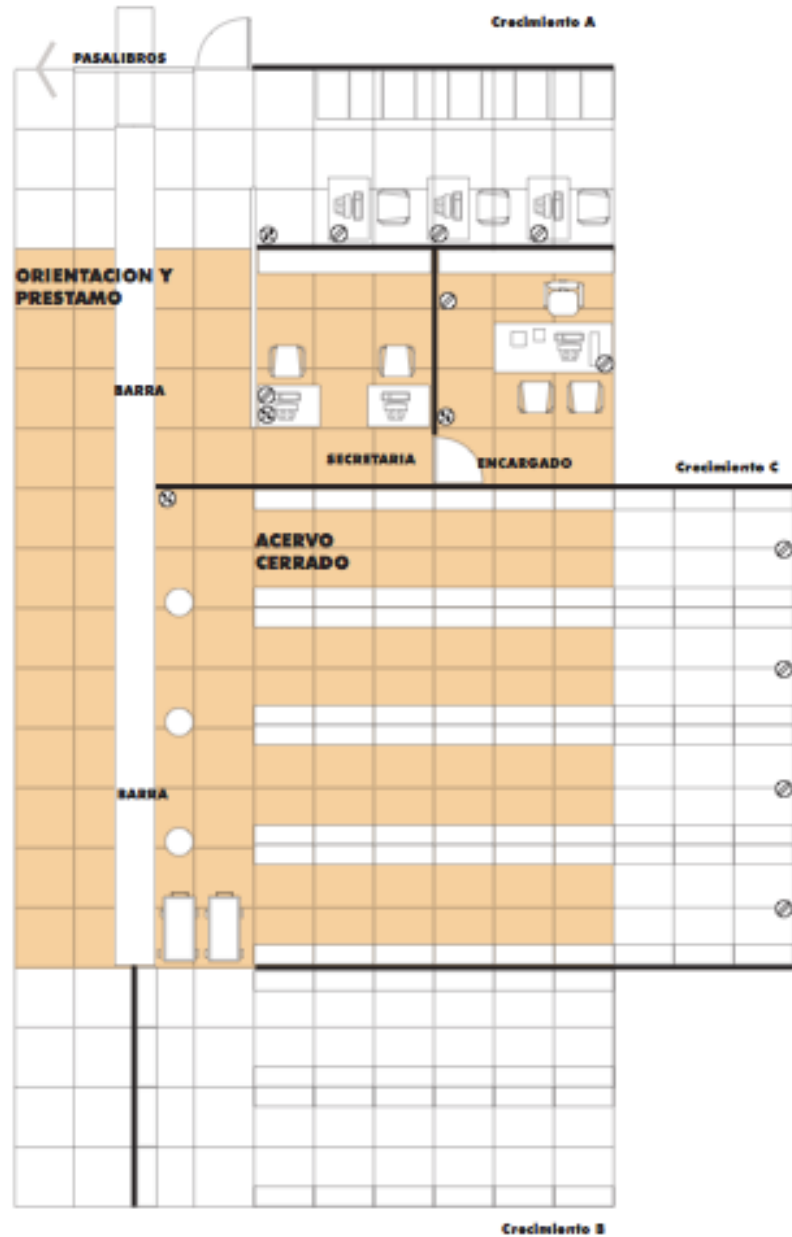 Crecimiento A
PASALIBROS
ORIENTACION Y
PRESTAMO
BARRA
SECRETARIA
ENCARGADO
Crecimiento C
ACERVO
CERRADO
BARRA
Crecimiento B